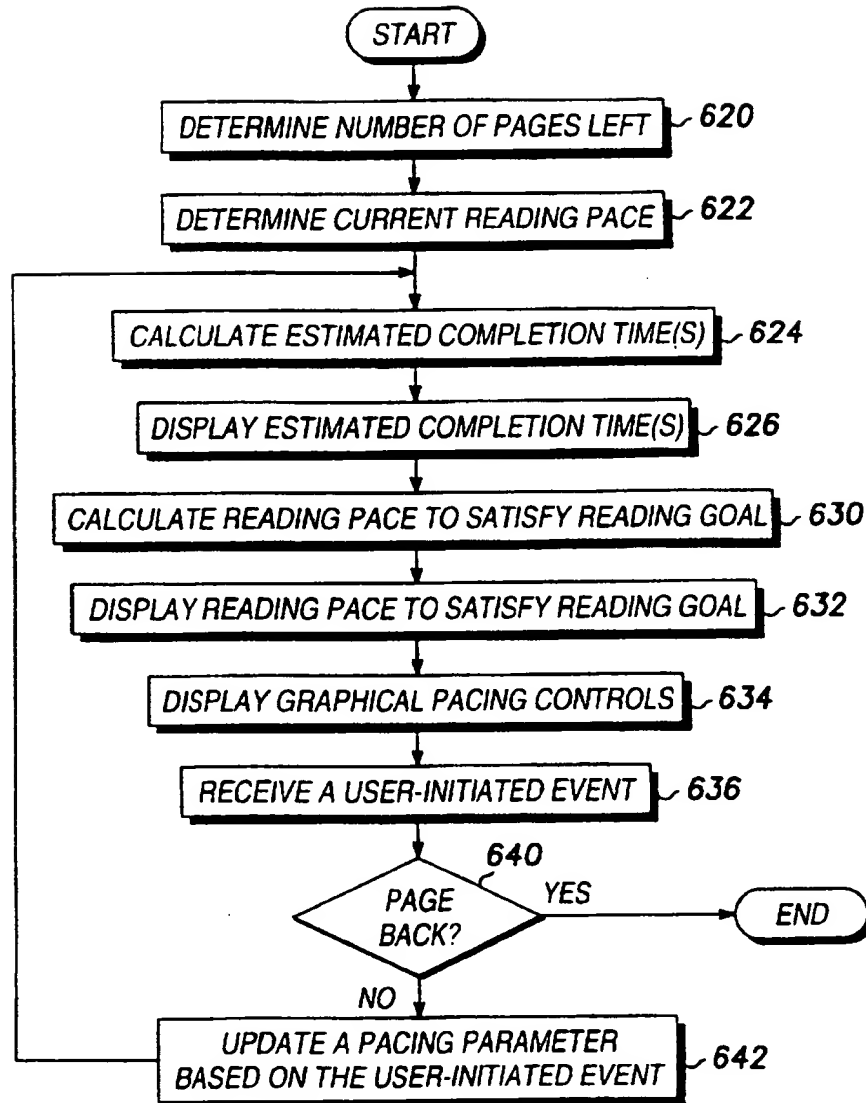 START
DETERMINE NUMBER OF PAGES LEFT 620
DETERMINE CURRENT READING PACE 622
CALCULATE ESTIMATED COMPLETION TIME(S) 624
DISPLAY ESTIMATED COMPLETION TIME(S) 626
CALCULATE READING PACE TO SATISFY READING GOAL 630
DISPLAY READING PACE TO SATISFY READING GOAL 632
DISPLAY GRAPHICAL PACING CONTROLS 634
RECEIVE A USER-INITIATED EVENT 636
640
PAGE
BACK?
YES
END
NO
UPDATE A PACING PARAMETER
BASED ON THE USER-INITIATED EVENT 642